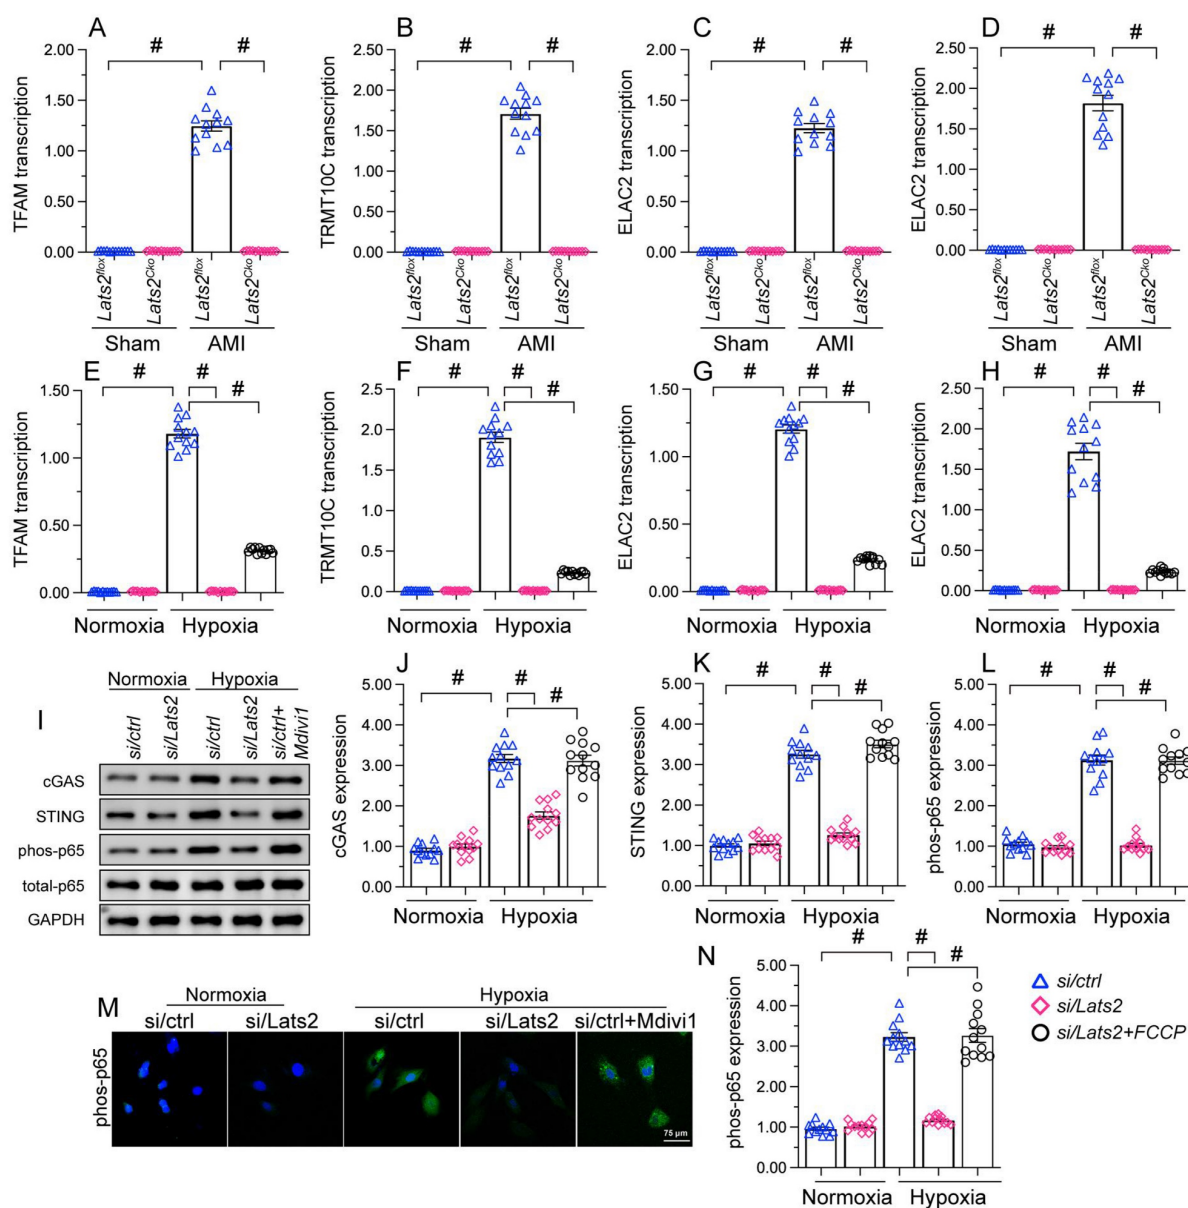 A
B
C
D
# #
# #
# #
# #
TFAM transcription
2.00
1.50
1.00
0.50
0.00
TRMT10C transcription
2.50
2.00
1.50
1.00
0.50
0.00
ELAC2 transcription
2.00
1.50
1.00
0.50
0.00
ELAC2 transcription
2.50
2.00
1.50
1.00
0.50
0.00
Lats2flox Lats2Cko Lats2flox Lats2Cko
Lats2flox Lats2Cko Lats2flox Lats2Cko
Lats2flox Lats2Cko Lats2flox Lats2Cko
Lats2flox Lats2Cko Lats2flox Lats2Cko
Sham AMI
Sham AMI
Sham AMI
Sham AMI
E
F
G
H
# # #
# # #
# # #
# # #
TFAM transcription
1.50
1.00
0.50
0.00
TRMT10C transcription
2.5
2.0
1.5
1.0
0.5
0.0
ELAC2 transcription
1.50
1.00
0.50
0.00
ELAC2 transcription
2.50
2.00
1.50
1.00
0.50
0.00
Normoxia Hypoxia
Normoxia Hypoxia
Normoxia Hypoxia
Normoxia Hypoxia
I
Normoxia Hypoxia
si/ctrl si/Lats2 si/ctrl si/Lats2 si/ctrl+
Mdivi1
cGAS
STING
phos-p65
total-p65
GAPDH
J
# # #
cGAS expression
5.00
4.00
3.00
2.00
1.00
0.00
Normoxia Hypoxia
K
# # #
STING expression
5.00
4.00
3.00
2.00
1.00
0.00
Normoxia Hypoxia
L
# # #
phos-p65 expression
5.00
4.00
3.00
2.00
1.00
0.00
Normoxia Hypoxia
M
Normoxia Hypoxia
si/ctrl si/Lats2 si/ctrl si/Lats2 si/ctrl+Mdivi1
phos-p65
75 μm
N
# # #
phos-p65 expression
5.00
4.00
3.00
2.00
1.00
0.00
Normoxia Hypoxia
si/ctrl
si/Lats2
si/Lats2+FCCP